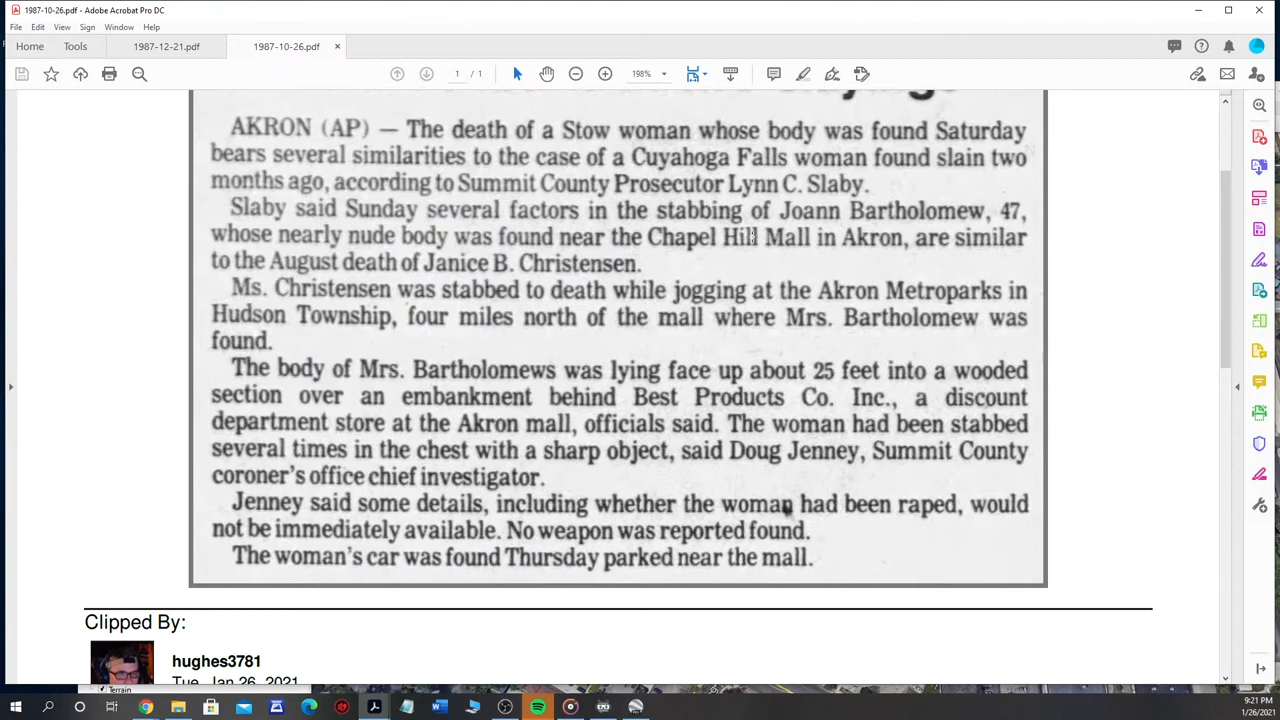 1987-10-26.pdf - Adobe Acrobat Pro DC
File Edit View Sign Window Help
Home Tools 1987-12-21.pdf 1987-10-26.pdf ×
1 / 1 198%
AKRON (AP) — The death of a Stow woman whose body was found Saturday
bears several similarities to the case of a Cuyahoga Falls woman found slain two
months ago, according to Summit County Prosecutor Lynn C. Slaby.
Slaby said Sunday several factors in the stabbing of Joann Bartholomew, 47,
whose nearly nude body was found near the Chapel Hill Mall in Akron, are similar
to the August death of Janice B. Christensen.
Ms. Christensen was stabbed to death while jogging at the Akron Metroparks in
Hudson Township, four miles north of the mall where Mrs. Bartholomew was
found.
The body of Mrs. Bartholomews was lying face up about 25 feet into a wooded
section over an embankment behind Best Products Co. Inc., a discount
department store at the Akron mall, officials said. The woman had been stabbed
several times in the chest with a sharp object, said Doug Jenney, Summit County
coroner's office chief investigator.
Jenney said some details, including whether the woman had been raped, would
not be immediately available. No weapon was reported found.
The woman's car was found Thursday parked near the mall.
Clipped By:
hughes3781
Tue, Jan 26, 2021
Terrain
9:21 PM
1/26/2021